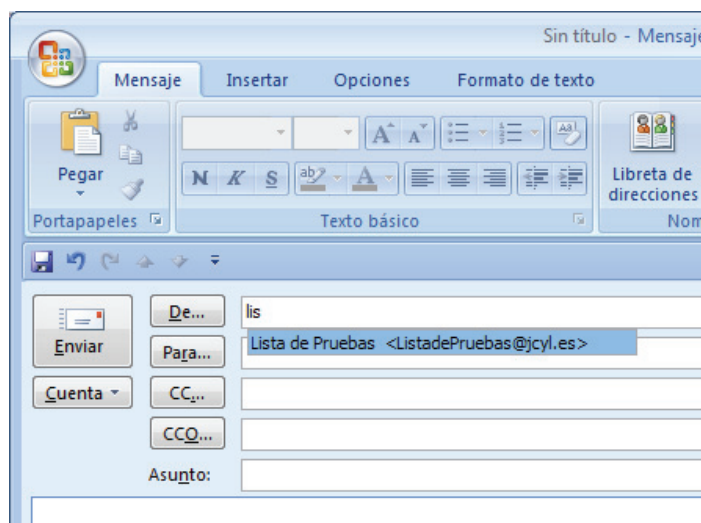 Sin título - Mensaje
Mensaje Insertar Opciones Formato de texto
Pegar
N K S ab A
Libreta de direcciones
Portapapeles Texto básico Nom
De... lis
Enviar
Lista de Pruebas <ListadePruebas@jcyl.es>
Para...
Cuenta CC...
CCO...
Asunto: